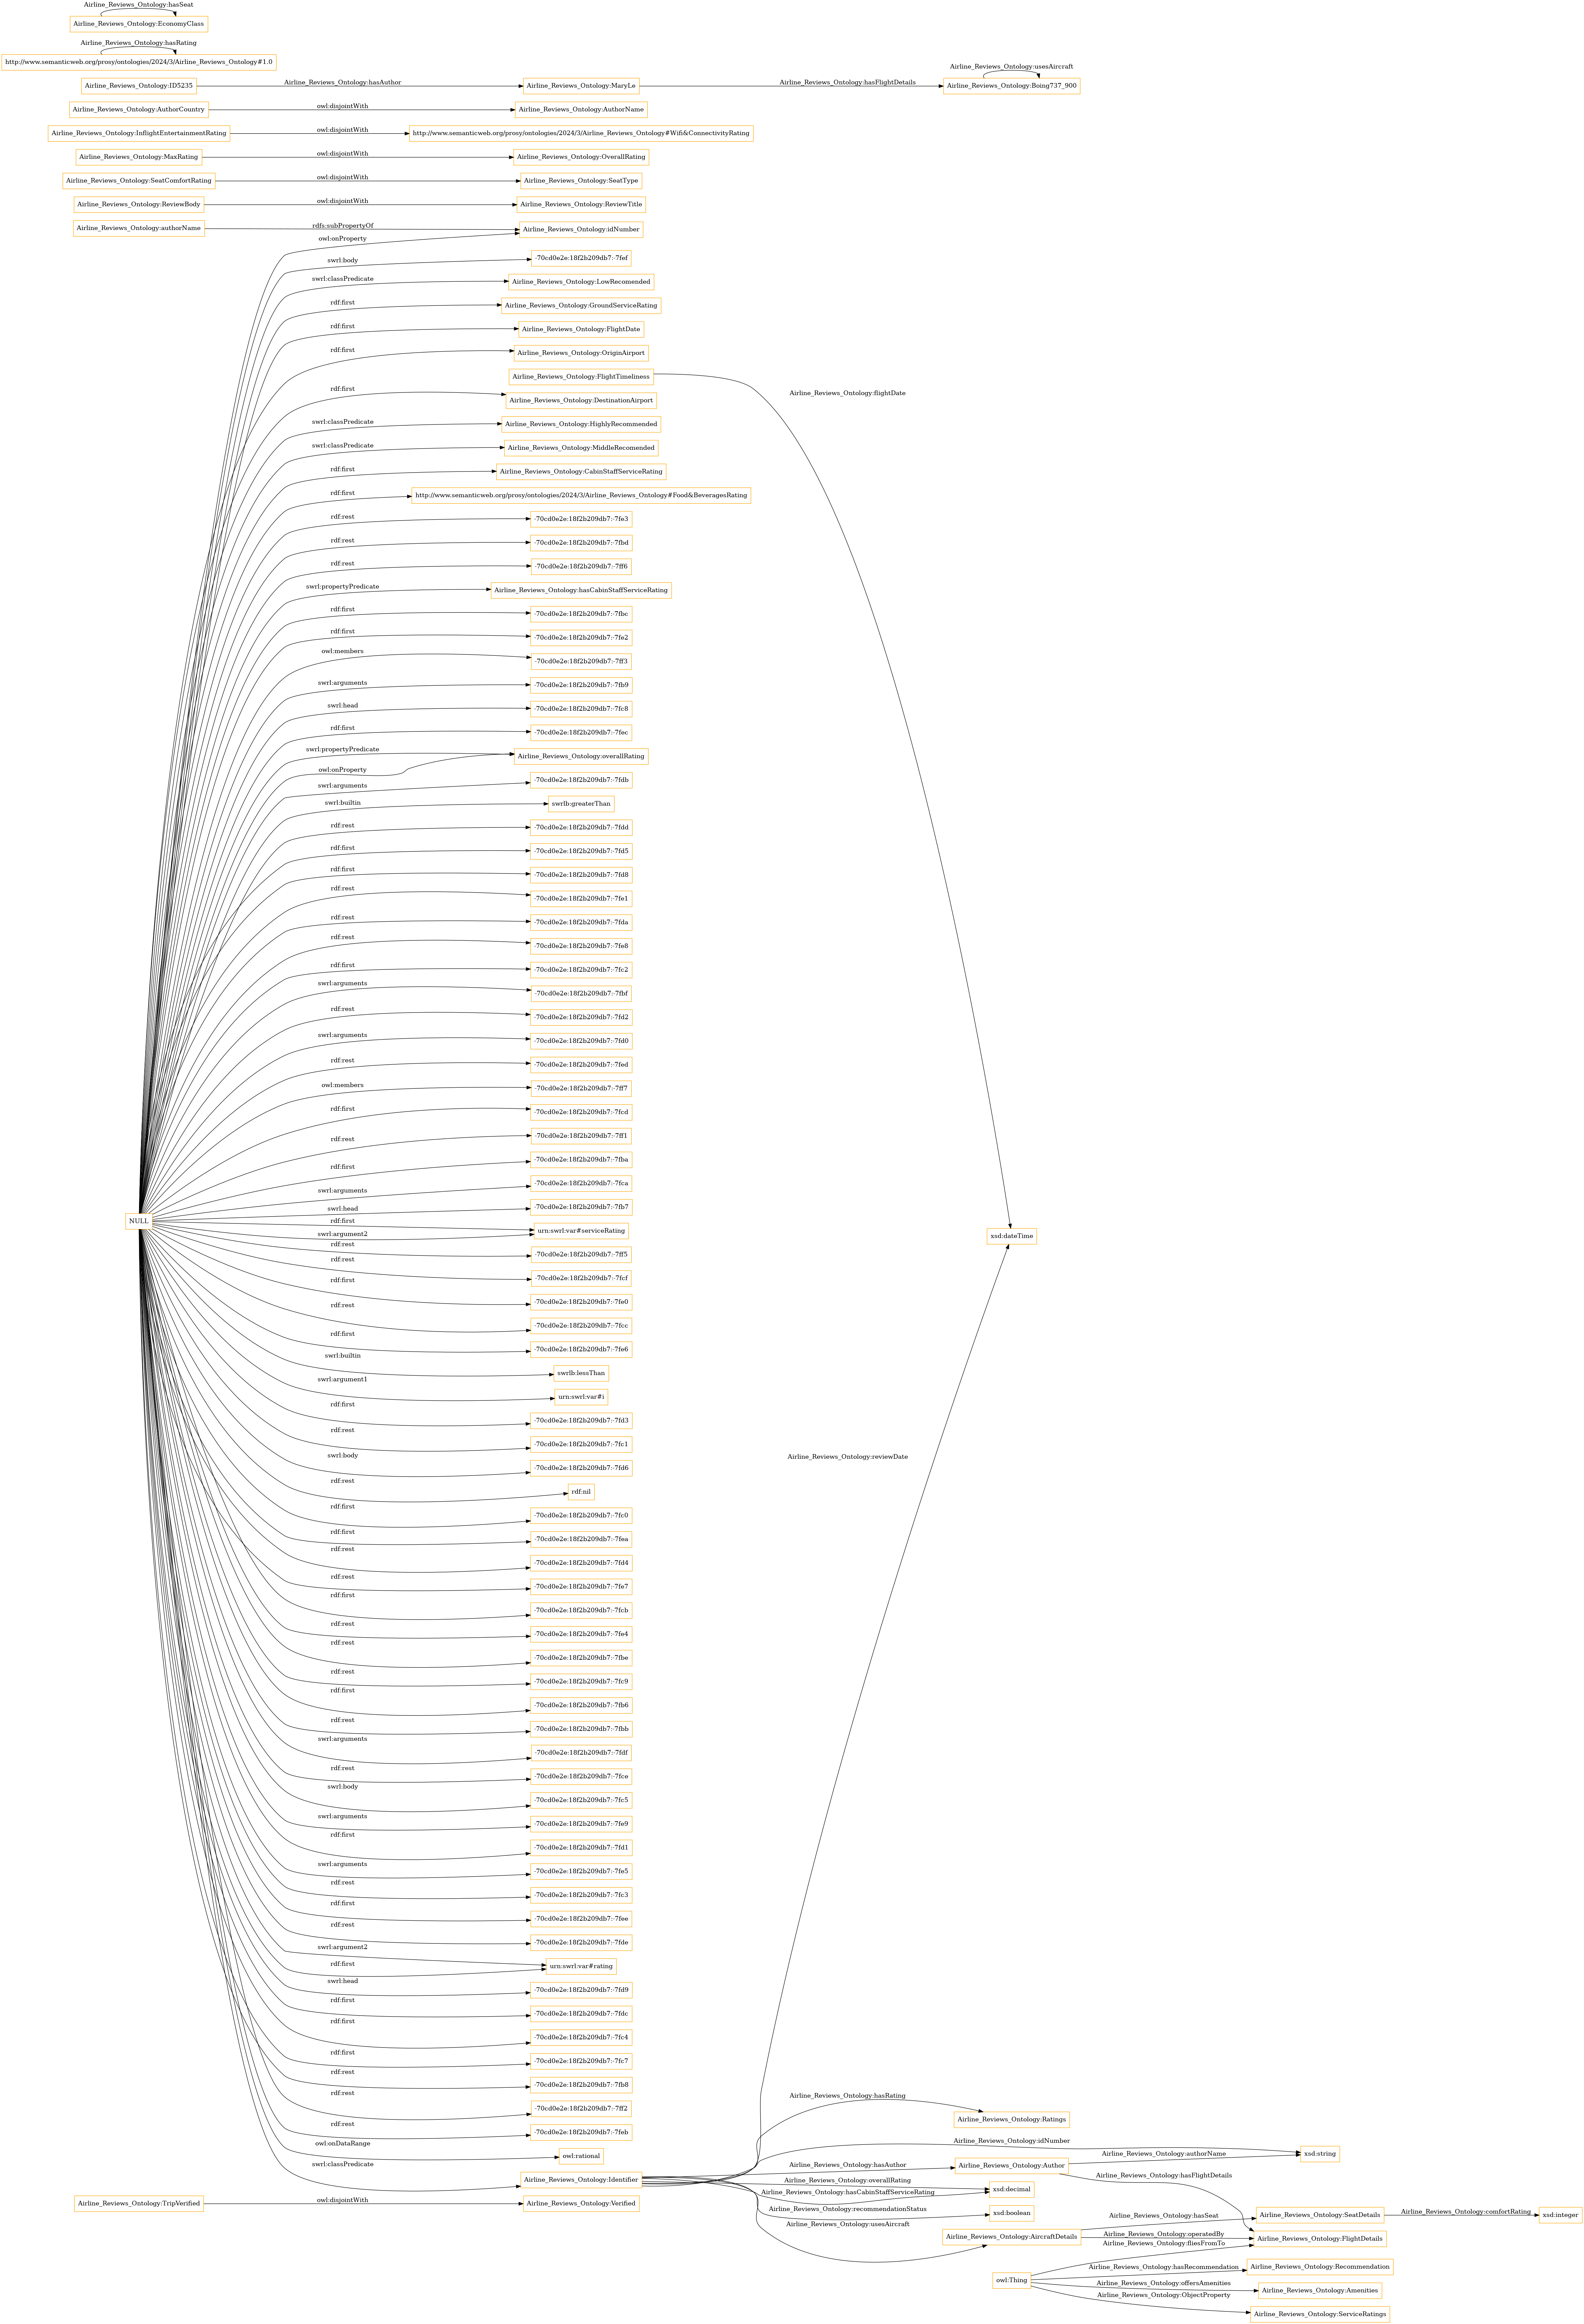 Airline_Reviews_Ontology:hasSeat
Airline_Reviews_Ontology:EconomyClass
Airline_Reviews_Ontology:hasRating
http://www.semanticweb.org/prosy/ontologies/2024/3/Airline_Reviews_Ontology#1.0
Airline_Reviews_Ontology:usesAircraft
Airline_Reviews_Ontology:ID5235 Airline_Reviews_Ontology:hasAuthor Airline_Reviews_Ontology:MaryLe Airline_Reviews_Ontology:hasFlightDetails Airline_Reviews_Ontology:Boing737_900
Airline_Reviews_Ontology:AuthorCountry owl:disjointWith Airline_Reviews_Ontology:AuthorName
Airline_Reviews_Ontology:InflightEntertainmentRating owl:disjointWith http://www.semanticweb.org/prosy/ontologies/2024/3/Airline_Reviews_Ontology#Wifi&ConnectivityRating
Airline_Reviews_Ontology:MaxRating owl:disjointWith Airline_Reviews_Ontology:OverallRating
Airline_Reviews_Ontology:SeatComfortRating owl:disjointWith Airline_Reviews_Ontology:SeatType
Airline_Reviews_Ontology:ReviewBody owl:disjointWith Airline_Reviews_Ontology:ReviewTitle
Airline_Reviews_Ontology:authorName rdfs:subPropertyOf Airline_Reviews_Ontology:idNumber
owl:onProperty
swrl:body -70cd0e2e:18f2b209db7:-7fef
swrl:classPredicate Airline_Reviews_Ontology:LowRecomended
rdf:first Airline_Reviews_Ontology:GroundServiceRating
rdf:first Airline_Reviews_Ontology:FlightDate
rdf:first Airline_Reviews_Ontology:OriginAirport
Airline_Reviews_Ontology:FlightTimeliness Airline_Reviews_Ontology:flightDate
rdf:first Airline_Reviews_Ontology:DestinationAirport
swrl:classPredicate Airline_Reviews_Ontology:HighlyRecommended
swrl:classPredicate Airline_Reviews_Ontology:MiddleRecomended
rdf:first Airline_Reviews_Ontology:CabinStaffServiceRating
rdf:first http://www.semanticweb.org/prosy/ontologies/2024/3/Airline_Reviews_Ontology#Food&BeveragesRating
rdf:rest -70cd0e2e:18f2b209db7:-7fe3
rdf:rest -70cd0e2e:18f2b209db7:-7fbd
rdf:rest -70cd0e2e:18f2b209db7:-7ff6
swrl:propertyPredicate Airline_Reviews_Ontology:hasCabinStaffServiceRating
rdf:first -70cd0e2e:18f2b209db7:-7fbc
rdf:first -70cd0e2e:18f2b209db7:-7fe2
owl:members -70cd0e2e:18f2b209db7:-7ff3
swrl:arguments -70cd0e2e:18f2b209db7:-7fb9
swrl:head -70cd0e2e:18f2b209db7:-7fc8
rdf:first -70cd0e2e:18f2b209db7:-7fec
swrl:propertyPredicate Airline_Reviews_Ontology:overallRating
owl:onProperty
swrl:arguments -70cd0e2e:18f2b209db7:-7fdb
swrl:builtin swrlb:greaterThan
rdf:rest -70cd0e2e:18f2b209db7:-7fdd
rdf:first -70cd0e2e:18f2b209db7:-7fd5
rdf:first -70cd0e2e:18f2b209db7:-7fd8
rdf:rest -70cd0e2e:18f2b209db7:-7fe1
rdf:rest -70cd0e2e:18f2b209db7:-7fda
rdf:rest -70cd0e2e:18f2b209db7:-7fe8
rdf:first -70cd0e2e:18f2b209db7:-7fc2
swrl:arguments -70cd0e2e:18f2b209db7:-7fbf
rdf:rest -70cd0e2e:18f2b209db7:-7fd2
swrl:arguments -70cd0e2e:18f2b209db7:-7fd0
rdf:rest -70cd0e2e:18f2b209db7:-7fed
owl:members -70cd0e2e:18f2b209db7:-7ff7
rdf:first -70cd0e2e:18f2b209db7:-7fcd
rdf:rest -70cd0e2e:18f2b209db7:-7ff1
rdf:first -70cd0e2e:18f2b209db7:-7fba
swrl:arguments -70cd0e2e:18f2b209db7:-7fca
swrl:head -70cd0e2e:18f2b209db7:-7fb7
NULL rdf:first urn:swrl:var#serviceRating xsd:dateTime
swrl:argument2
rdf:rest -70cd0e2e:18f2b209db7:-7ff5
rdf:rest -70cd0e2e:18f2b209db7:-7fcf
rdf:first -70cd0e2e:18f2b209db7:-7fe0
rdf:rest -70cd0e2e:18f2b209db7:-7fcc
rdf:first -70cd0e2e:18f2b209db7:-7fe6
swrl:builtin swrlb:lessThan
swrl:argument1 urn:swrl:var#i
rdf:first -70cd0e2e:18f2b209db7:-7fd3
rdf:rest -70cd0e2e:18f2b209db7:-7fc1
Airline_Reviews_Ontology:reviewDate
swrl:body -70cd0e2e:18f2b209db7:-7fd6
rdf:rest rdf:nil
rdf:first -70cd0e2e:18f2b209db7:-7fc0
rdf:first -70cd0e2e:18f2b209db7:-7fea
rdf:rest -70cd0e2e:18f2b209db7:-7fd4
rdf:rest -70cd0e2e:18f2b209db7:-7fe7
rdf:first -70cd0e2e:18f2b209db7:-7fcb
rdf:rest -70cd0e2e:18f2b209db7:-7fe4
rdf:rest -70cd0e2e:18f2b209db7:-7fbe
rdf:rest -70cd0e2e:18f2b209db7:-7fc9
rdf:first -70cd0e2e:18f2b209db7:-7fb6
rdf:rest -70cd0e2e:18f2b209db7:-7fbb
swrl:arguments -70cd0e2e:18f2b209db7:-7fdf
rdf:rest -70cd0e2e:18f2b209db7:-7fce
swrl:body -70cd0e2e:18f2b209db7:-7fc5
swrl:arguments -70cd0e2e:18f2b209db7:-7fe9
rdf:first -70cd0e2e:18f2b209db7:-7fd1
swrl:arguments -70cd0e2e:18f2b209db7:-7fe5
rdf:rest -70cd0e2e:18f2b209db7:-7fc3
rdf:first -70cd0e2e:18f2b209db7:-7fee
rdf:rest -70cd0e2e:18f2b209db7:-7fde
swrl:argument2 urn:swrl:var#rating
rdf:first
swrl:head -70cd0e2e:18f2b209db7:-7fd9
rdf:first -70cd0e2e:18f2b209db7:-7fdc
rdf:first -70cd0e2e:18f2b209db7:-7fc4
rdf:first -70cd0e2e:18f2b209db7:-7fc7
rdf:rest -70cd0e2e:18f2b209db7:-7fb8
rdf:rest -70cd0e2e:18f2b209db7:-7ff2
Airline_Reviews_Ontology:hasRating Airline_Reviews_Ontology:Ratings
rdf:rest -70cd0e2e:18f2b209db7:-7feb
owl:onDataRange owl:rational
Airline_Reviews_Ontology:idNumber xsd:string
Airline_Reviews_Ontology:authorName
swrl:classPredicate Airline_Reviews_Ontology:Identifier Airline_Reviews_Ontology:hasAuthor Airline_Reviews_Ontology:Author
Airline_Reviews_Ontology:hasFlightDetails
Airline_Reviews_Ontology:overallRating xsd:decimal
Airline_Reviews_Ontology:hasCabinStaffServiceRating
Airline_Reviews_Ontology:TripVerified owl:disjointWith Airline_Reviews_Ontology:Verified
Airline_Reviews_Ontology:recommendationStatus xsd:boolean
Airline_Reviews_Ontology:usesAircraft Airline_Reviews_Ontology:AircraftDetails
Airline_Reviews_Ontology:hasSeat Airline_Reviews_Ontology:SeatDetails Airline_Reviews_Ontology:comfortRating xsd:integer
Airline_Reviews_Ontology:operatedBy Airline_Reviews_Ontology:FlightDetails
Airline_Reviews_Ontology:fliesFromTo
owl:Thing Airline_Reviews_Ontology:hasRecommendation Airline_Reviews_Ontology:Recommendation
Airline_Reviews_Ontology:offersAmenities Airline_Reviews_Ontology:Amenities
Airline_Reviews_Ontology:ObjectProperty Airline_Reviews_Ontology:ServiceRatings